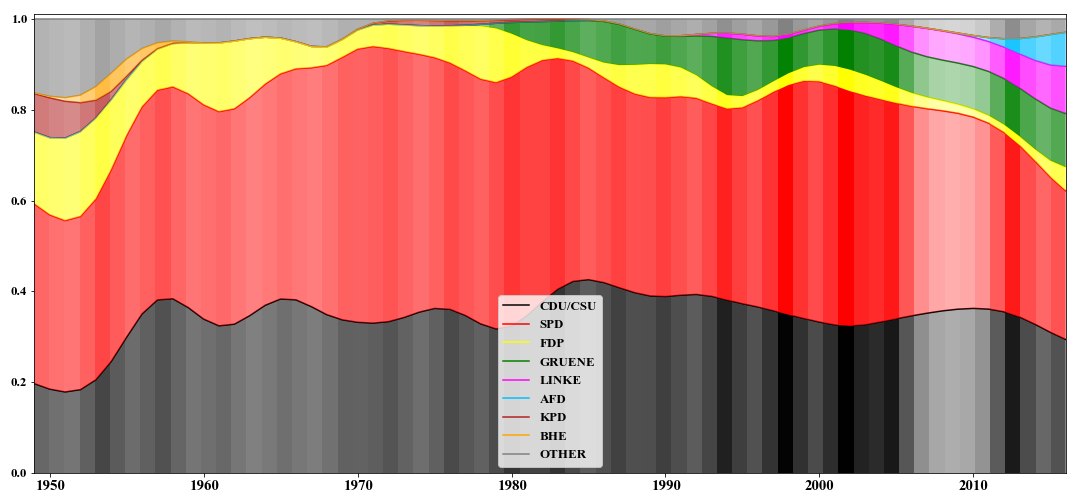 1.0
0.8
0.6
0.4
0.2
0.0
1950 1960 1970 1980 1990 2000 2010
CDU/CSU
SPD
FDP
GRUENE
LINKE
AFD
KPD
BHE
OTHER